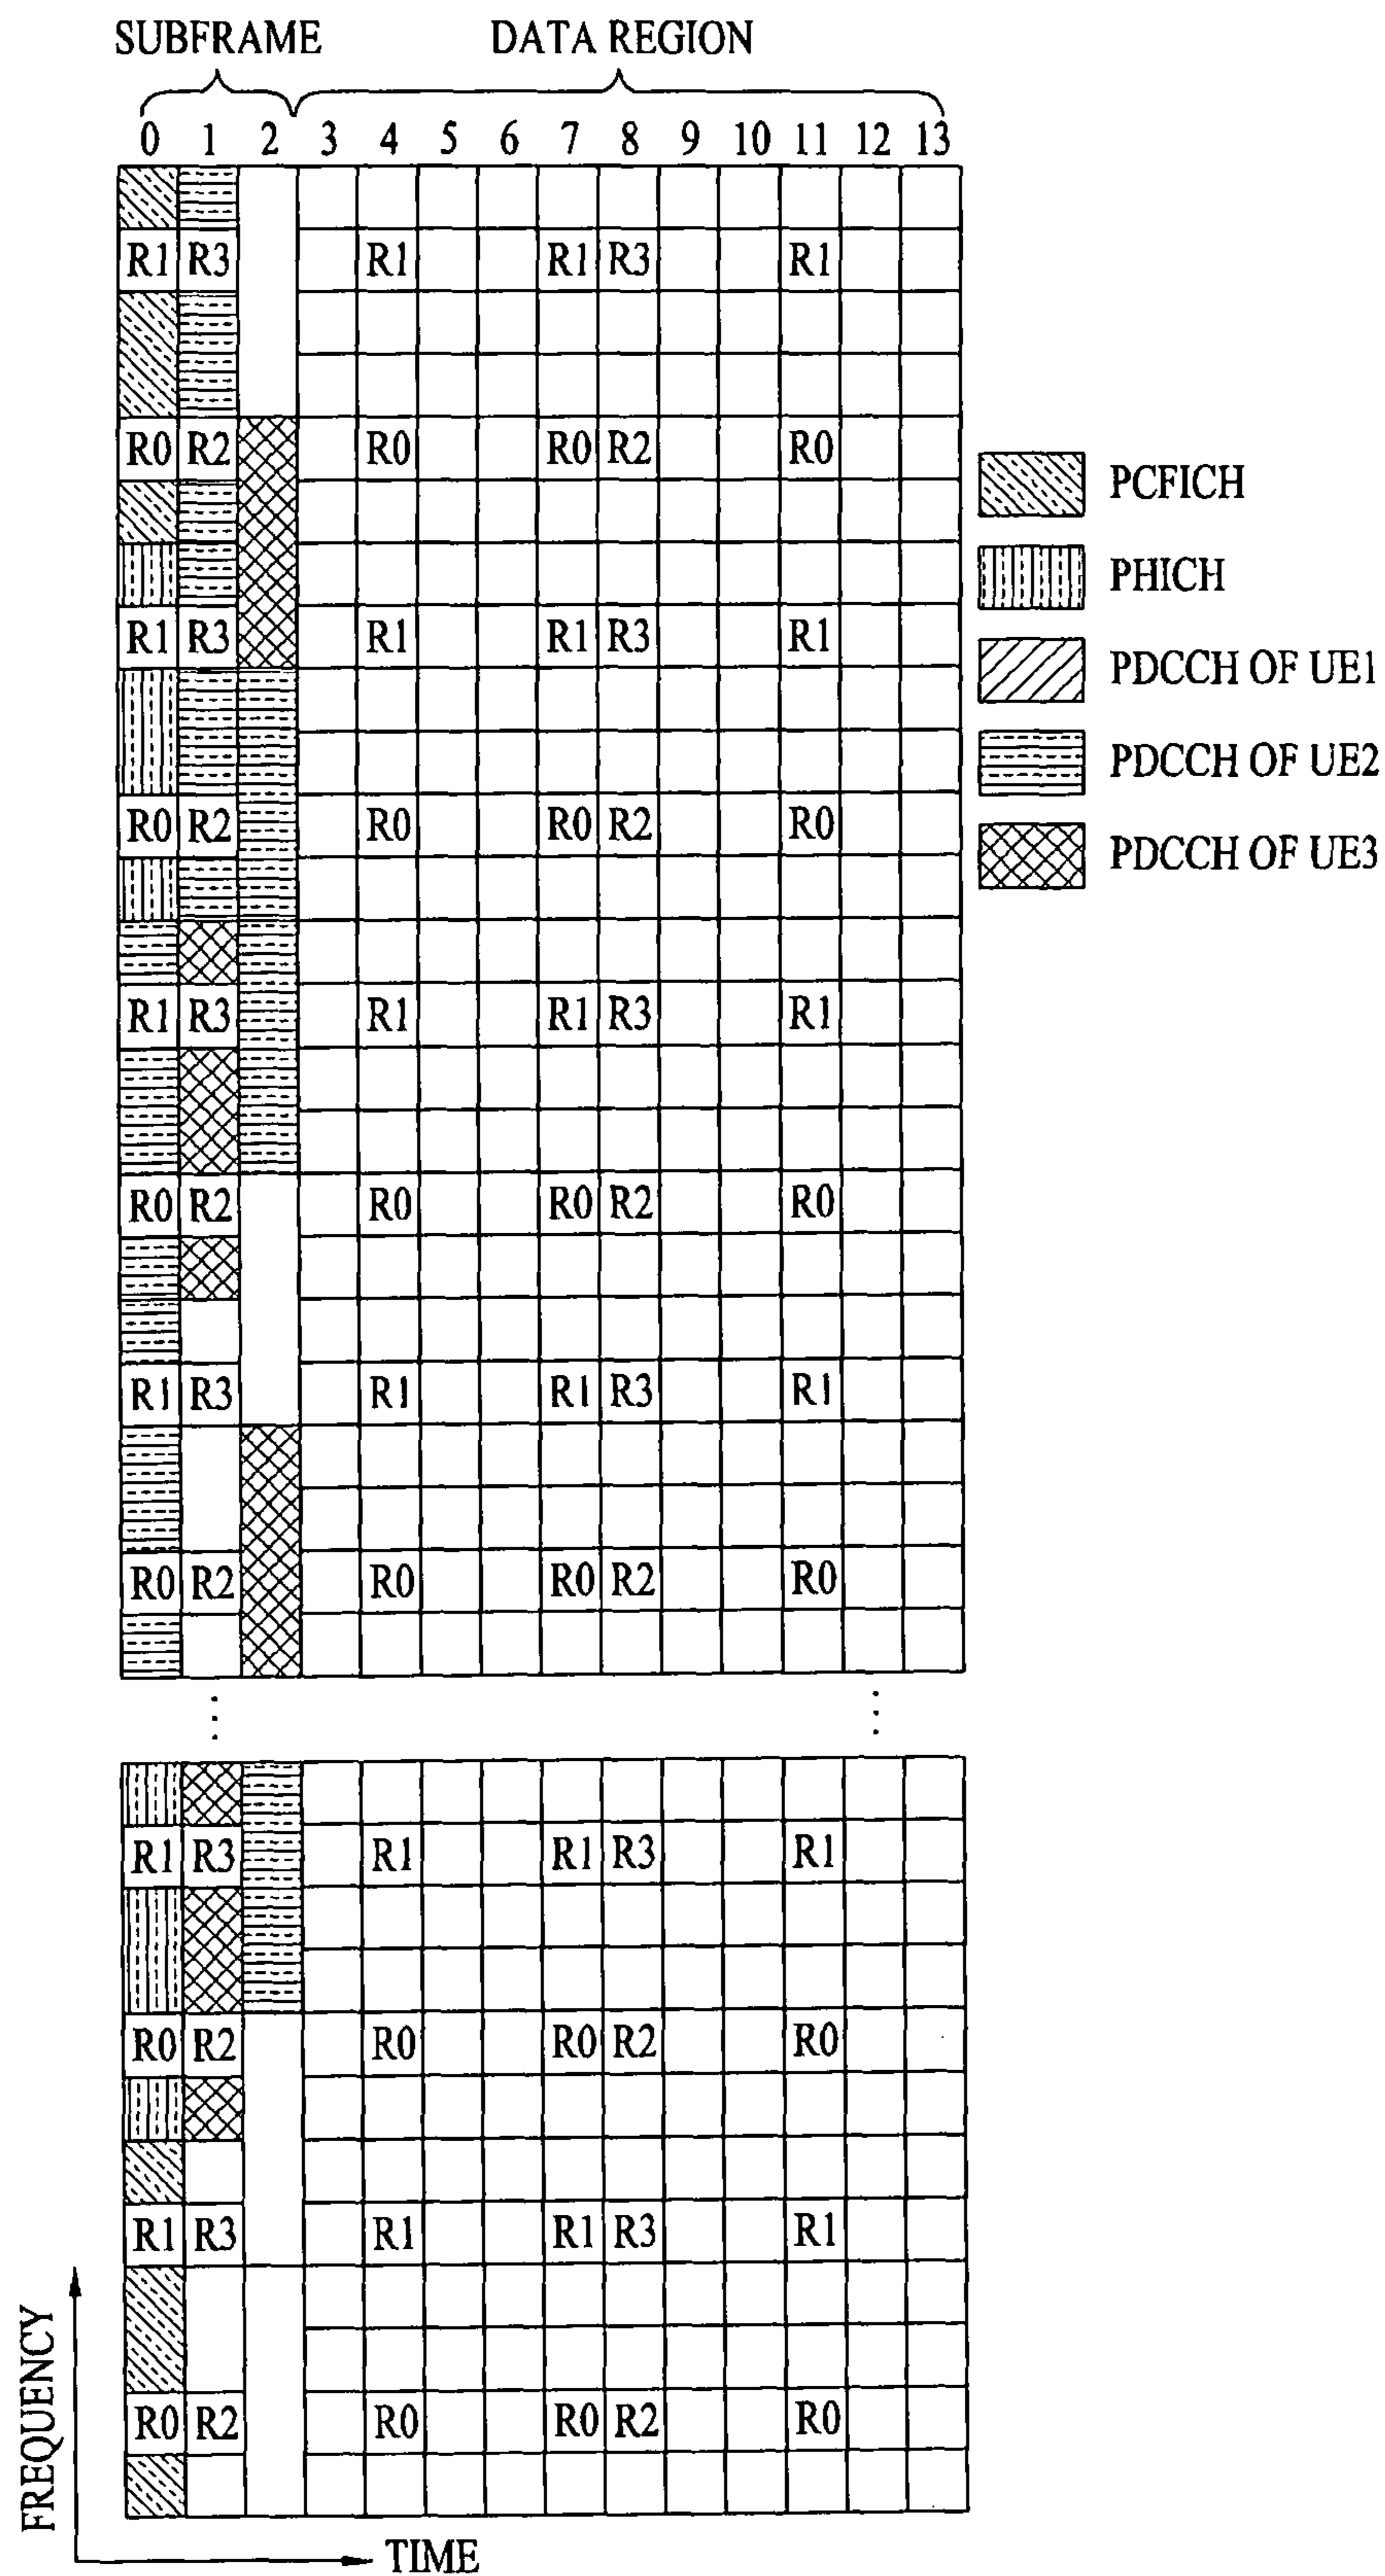 SUBFRAME DATA REGION
0 1 2 3 4 5 6 7 8 9 10 11 12 13
R1 R3 R1 R1 R3 R1
R0 R2 R0 R0 R2 R0
R1 R3 R1 R1 R3 R1
R0 R2 R0 R0 R2 R0
R1 R3 R1 R1 R3 R1
R0 R2 R0 R0 R2 R0
R1 R3 R1 R1 R3 R1
R0 R2 R0 R0 R2 R0
R1 R3 R1 R1 R3 R1
R0 R2 R0 R0 R2 R0
R1 R3 R1 R1 R3 R1
R0 R2 R0 R0 R2 R0
PCFICH
PHICH
PDCCH OF UE1
PDCCH OF UE2
PDCCH OF UE3
FREQUENCY
TIME